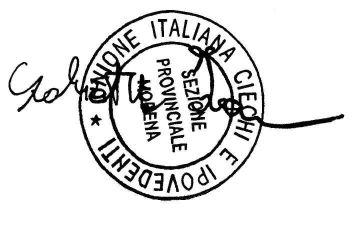 ★ UNIONE ITALIANA CIECHI E IPOVEDENTI
SEZIONE
PROVINCIALE
MODENA